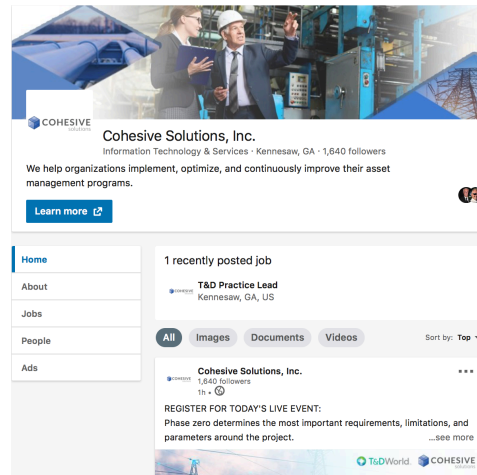 COHESIVE
solutions
Cohesive Solutions, Inc.
Information Technology & Services · Kennesaw, GA · 1,640 followers
We help organizations implement, optimize, and continuously improve their asset
management programs.
Learn more
Home
About
Jobs
People
Ads
1 recently posted job
COHESIVE
T&D Practice Lead
Kennesaw, GA, US
All Images Documents Videos Sort by: Top
COHESIVE
Cohesive Solutions, Inc.
1,640 followers
1h •
REGISTER FOR TODAY'S LIVE EVENT:
Phase zero determines the most important requirements, limitations, and
parameters around the project.
...see more
T&DWorld. COHESIVE
solutions